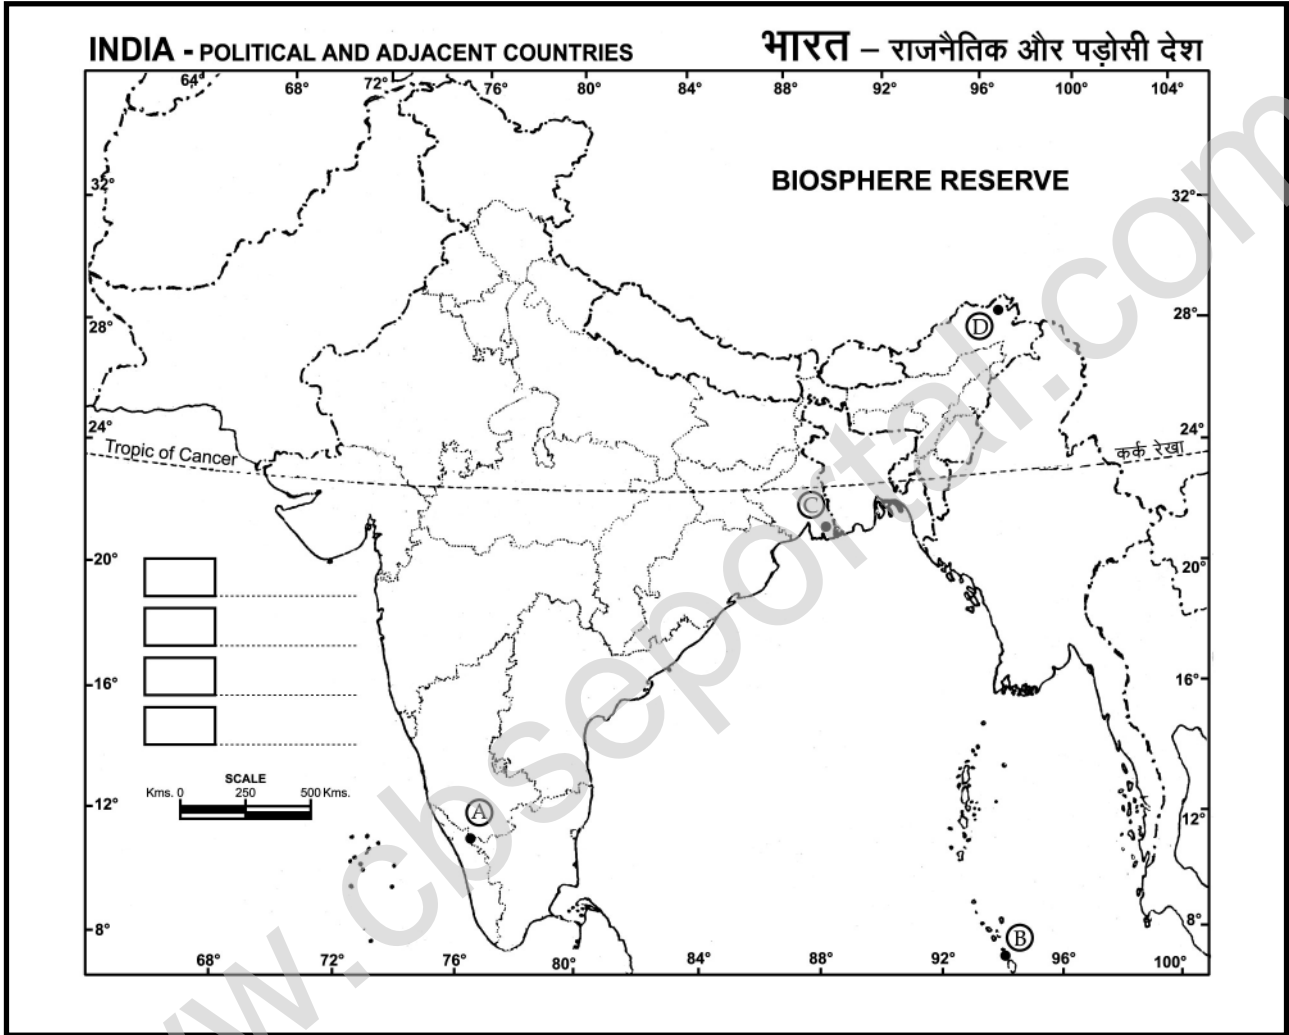 INDIA - POLITICAL AND ADJACENT COUNTRIES
भारत – राजनैतिक और पड़ोसी देश
64° 68° 72° 76° 80° 84° 88° 92° 96° 100° 104°
BIOSPHERE RESERVE
32° 32°
D
28° 28°
24° 24°
Tropic of Cancer
कर्क रेखा
C
20° 20°
16° 16°
SCALE
Kms. 0 250 500 Kms.
A
12° 12°
8° 8°
B
68° 72° 76° 80° 84° 88° 92° 96° 100°
www.cbseportal.com